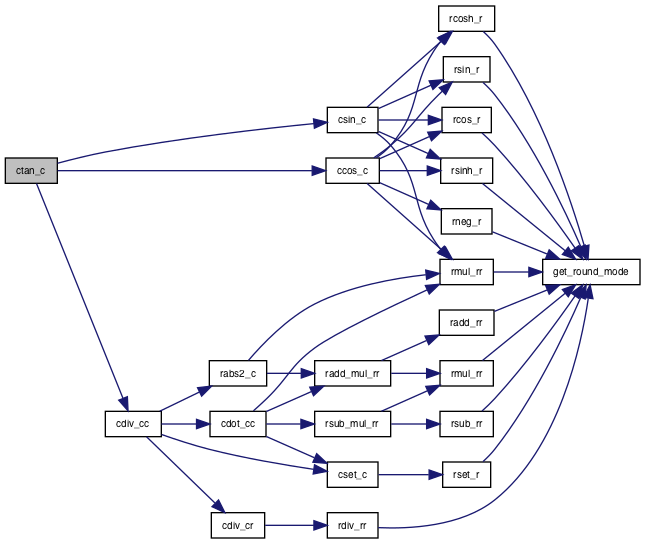 rcosh_r
rsin_r
csin_c
rcos_r
ctan_c
ccos_c
rsinh_r
rneg_r
rmul_rr
get_round_mode
radd_rr
rabs2_c
radd_mul_rr
rmul_rr
cdiv_cc
cdot_cc
rsub_mul_rr
rsub_rr
cset_c
rset_r
cdiv_cr
rdiv_rr